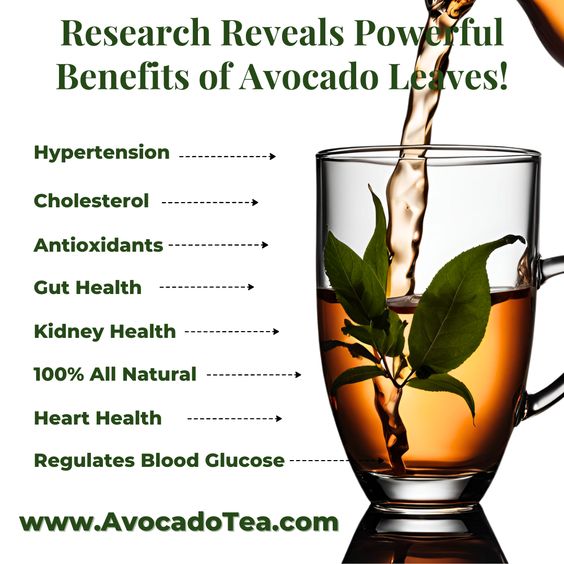 Research Reveals Powerful
Benefits of Avocado Leaves!
Hypertension
Cholesterol
Antioxidants
Gut Health
Kidney Health
100% All Natural
Heart Health
Regulates Blood Glucose
www.AvocadoTea.com